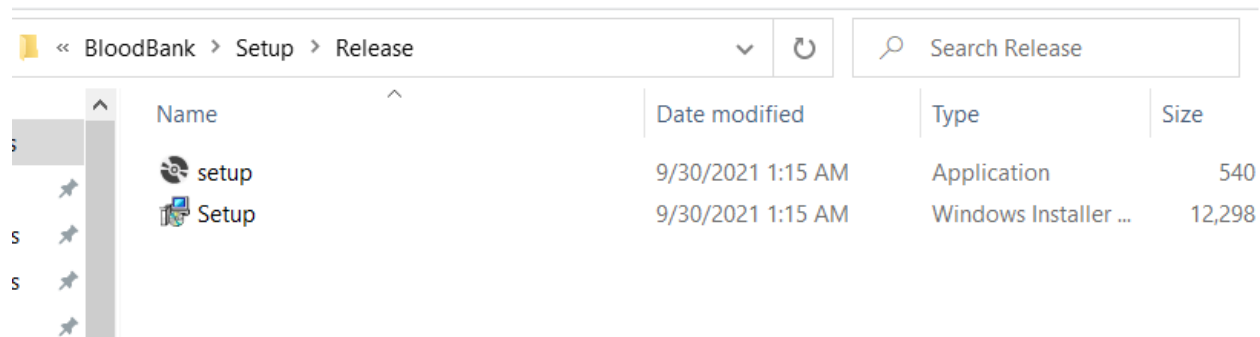 « BloodBank > Setup > Release
Search Release
Name Date modified Type Size
setup 9/30/2021 1:15 AM Application 540
Setup 9/30/2021 1:15 AM Windows Installer ... 12,298
s
s
s